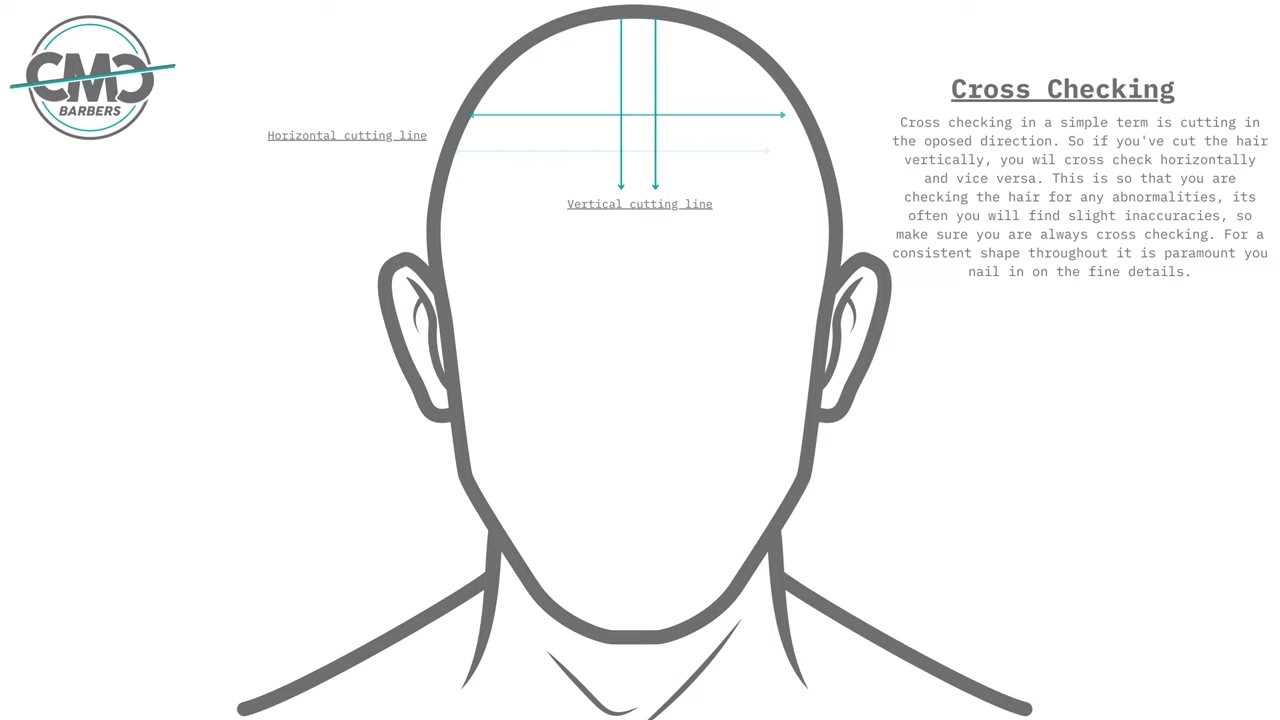 CMC
BARBERS
Horizontal cutting line
Vertical cutting line
Cross Checking
Cross checking in a simple term is cutting in
the oposed direction. So if you've cut the hair
vertically, you wil cross check horizontally
and vice versa. This is so that you are
checking the hair for any abnormalities, its
often you will find slight inaccuracies, so
make sure you are always cross checking. For a
consistent shape throughout it is paramount you
nail in on the fine details.